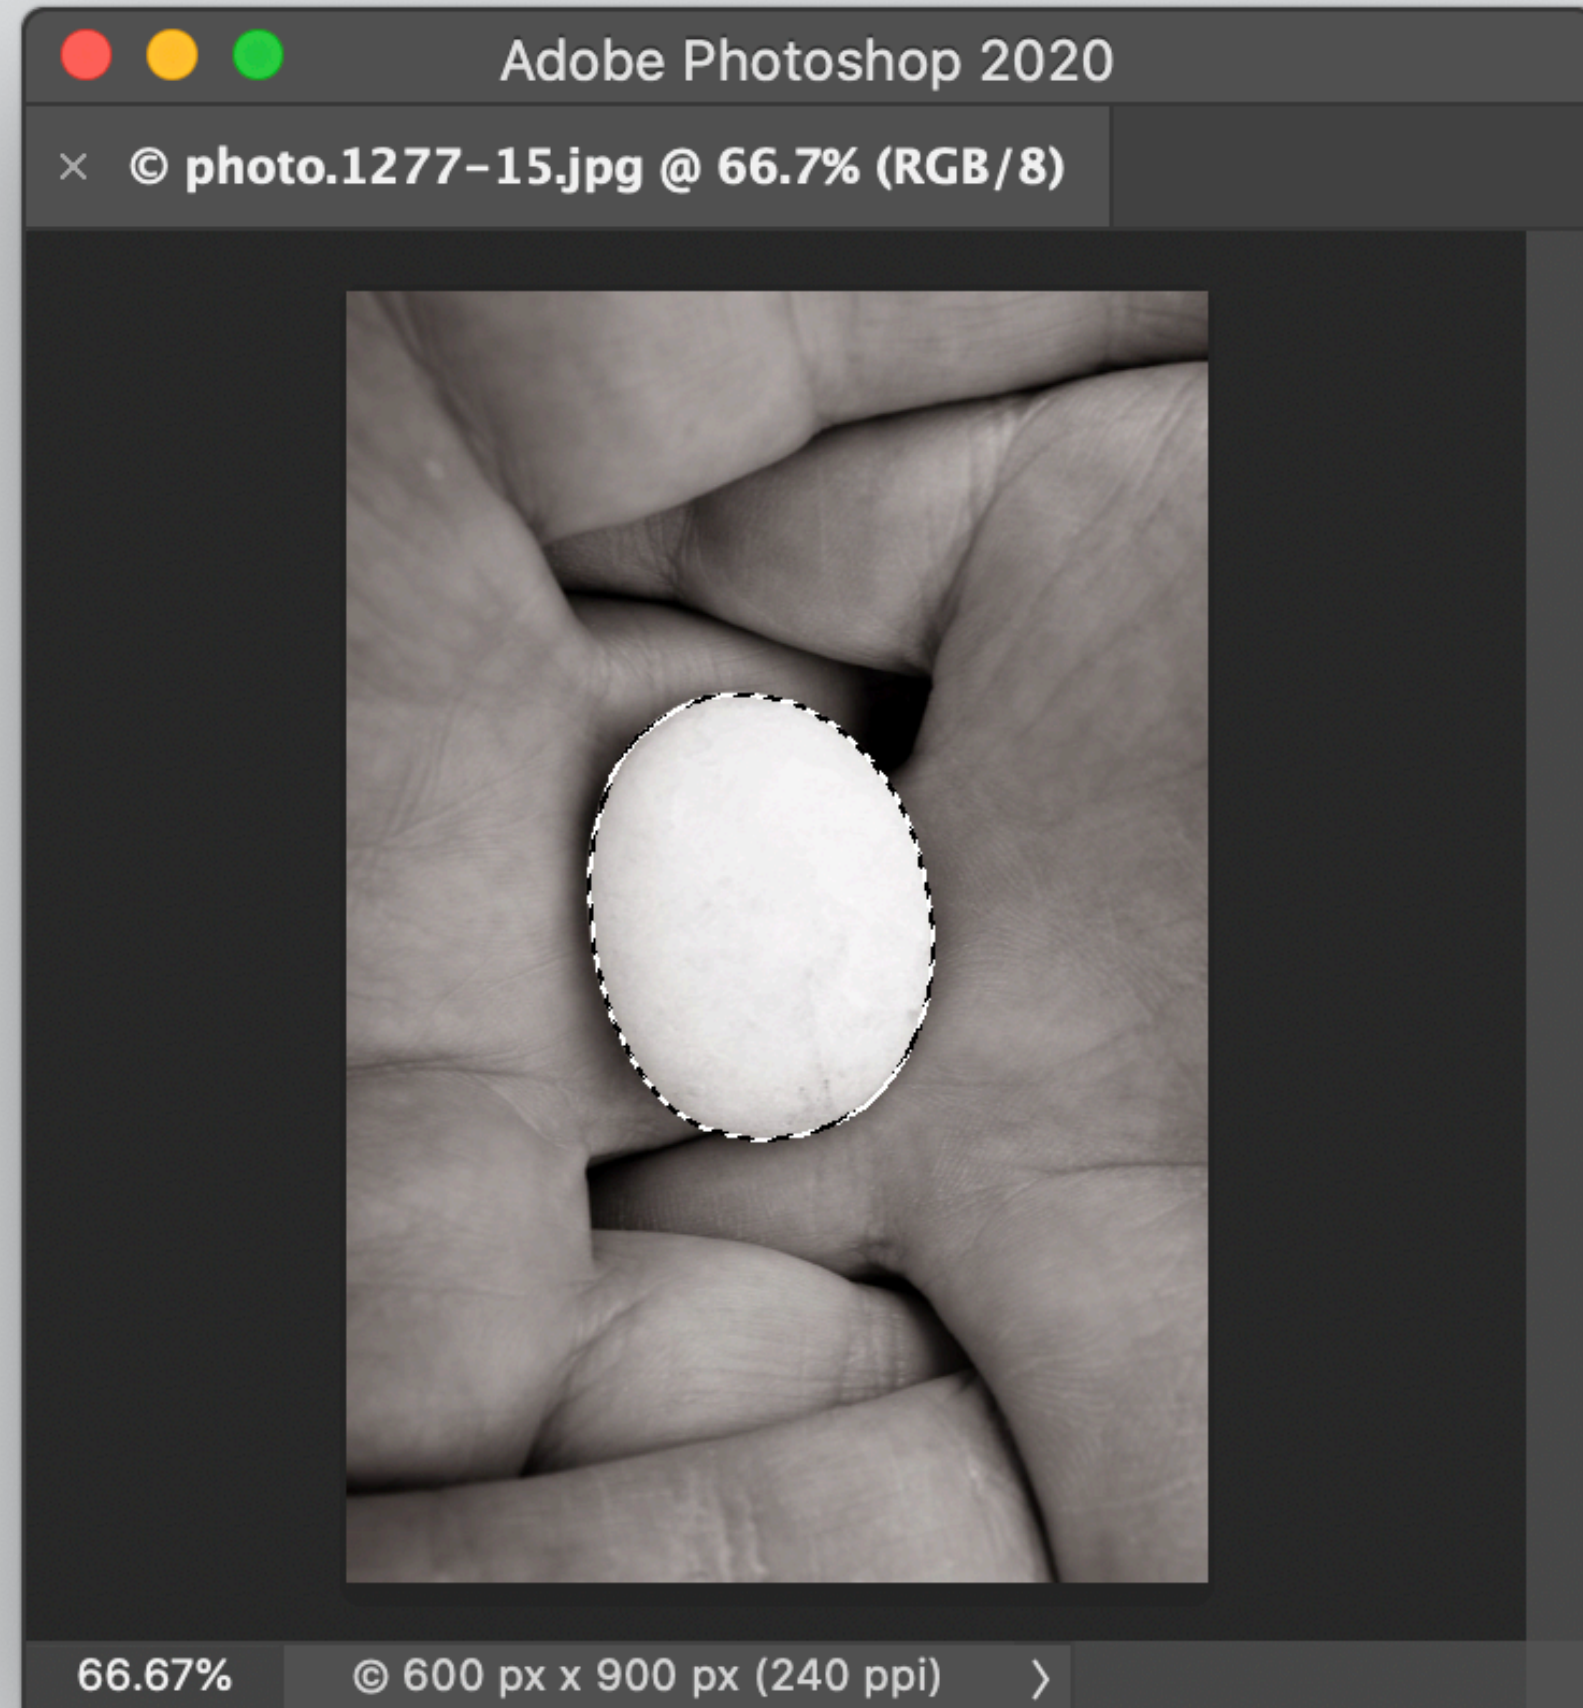 Adobe Photoshop 2020
× © photo.1277-15.jpg @ 66.7% (RGB/8)
66.67% © 600 px x 900 px (240 ppi) >